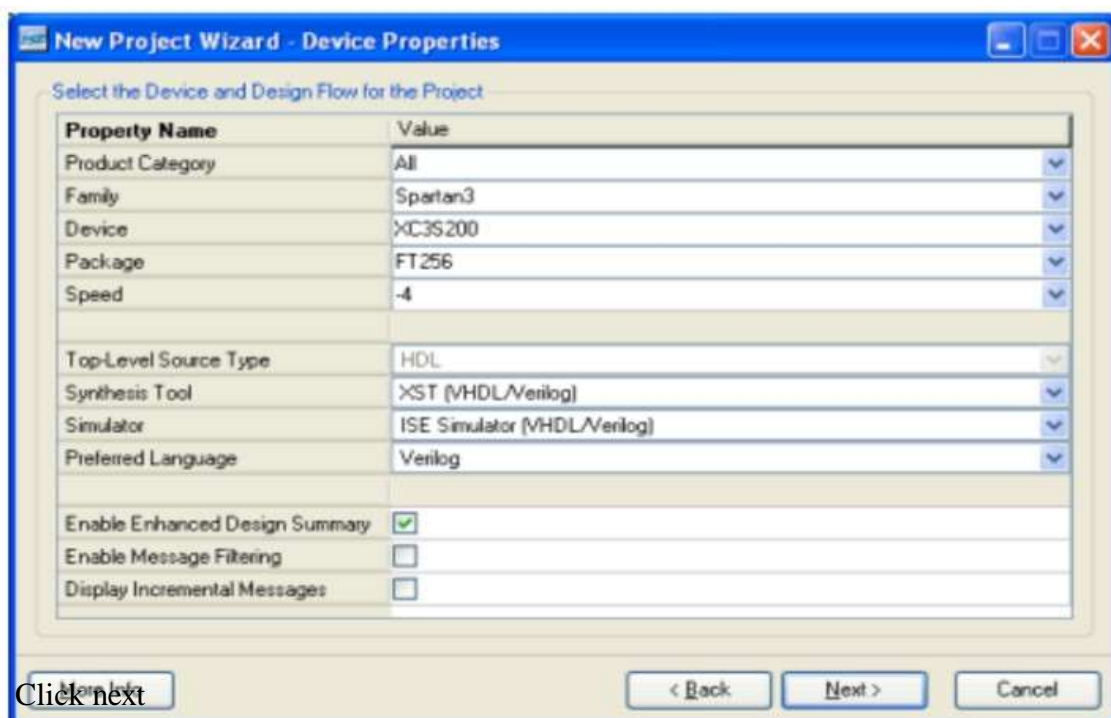 New Project Wizard - Device Properties
Select the Device and Design Flow for the Project
Property Name Value
Product Category All
Family Spartan3
Device XC3S200
Package FT256
Speed -4
Top-Level Source Type HDL
Synthesis Tool XST (VHDL/Verilog)
Simulator ISE Simulator (VHDL/Verilog)
Preferred Language Verilog
Enable Enhanced Design Summary
Enable Message Filtering
Display Incremental Messages
More Info < Back Next > Cancel
Click next